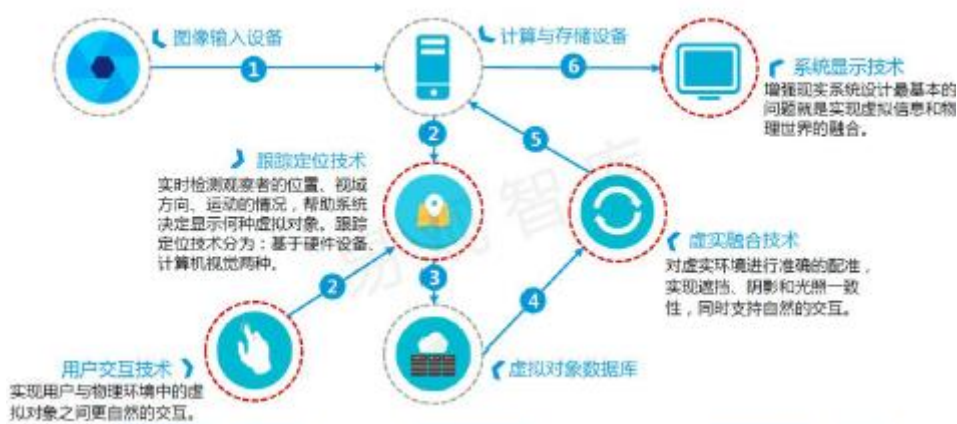 图像输入设备
1
计算与存储设备
6
系统显示技术
增强现实系统设计最基本的
问题就是实现虚拟信息和物
理世界的融合。
2
5
跟踪定位技术
实时检测观察者的位置、视域
方向、运动的情况，帮助系统
决定显示何种虚拟对象。跟踪
定位技术分为：基于硬件设备、
计算机视觉两种。
虚实融合技术
对虚实环境进行准确的配准，
实现遮挡、阴影和光照一致
性，同时支持自然的交互。
2
3
4
用户交互技术
实现用户与物理环境中的虚
拟对象之间更自然的交互。
虚拟对象数据库